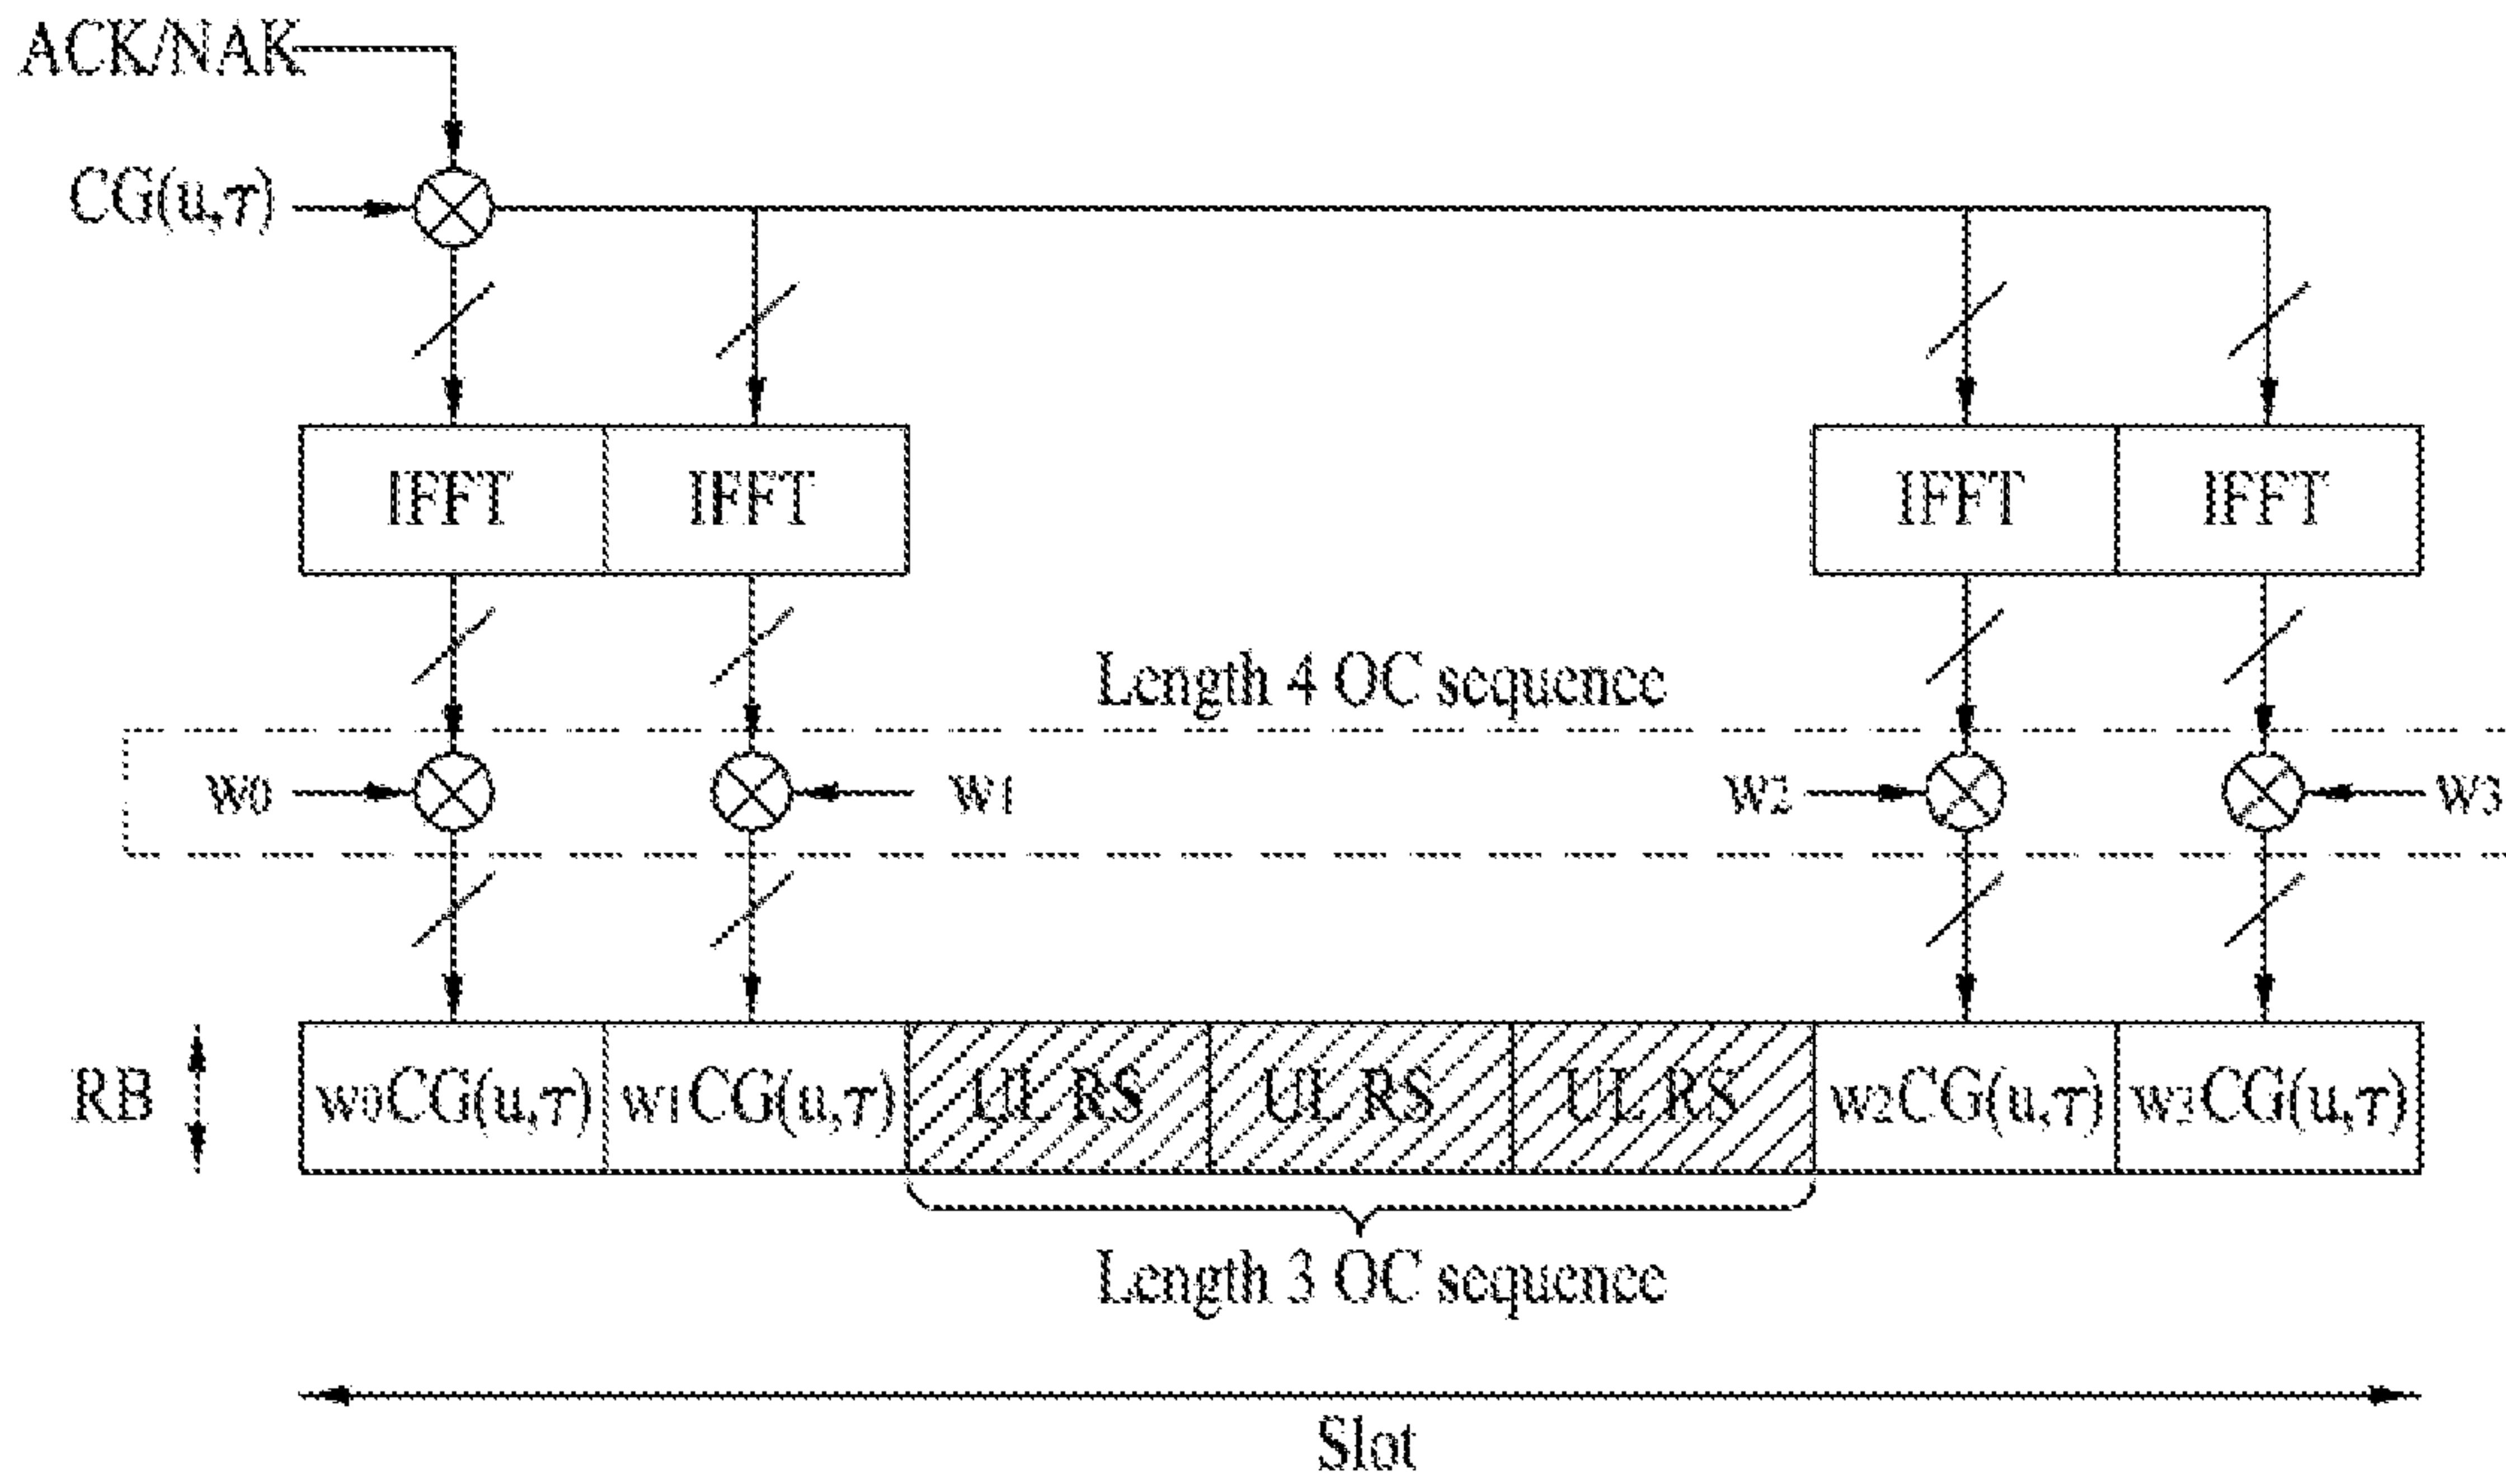 ACK/NAK
CG(u,τ)
IFFT IFFT IFFT IFFT
Length 4 OC sequence
W0 W1 W2 W3
RB w0CG(u,τ) w1CG(u,τ) UL RS UL RS UL RS w2CG(u,τ) w3CG(u,τ)
Length 3 OC sequence
Slot